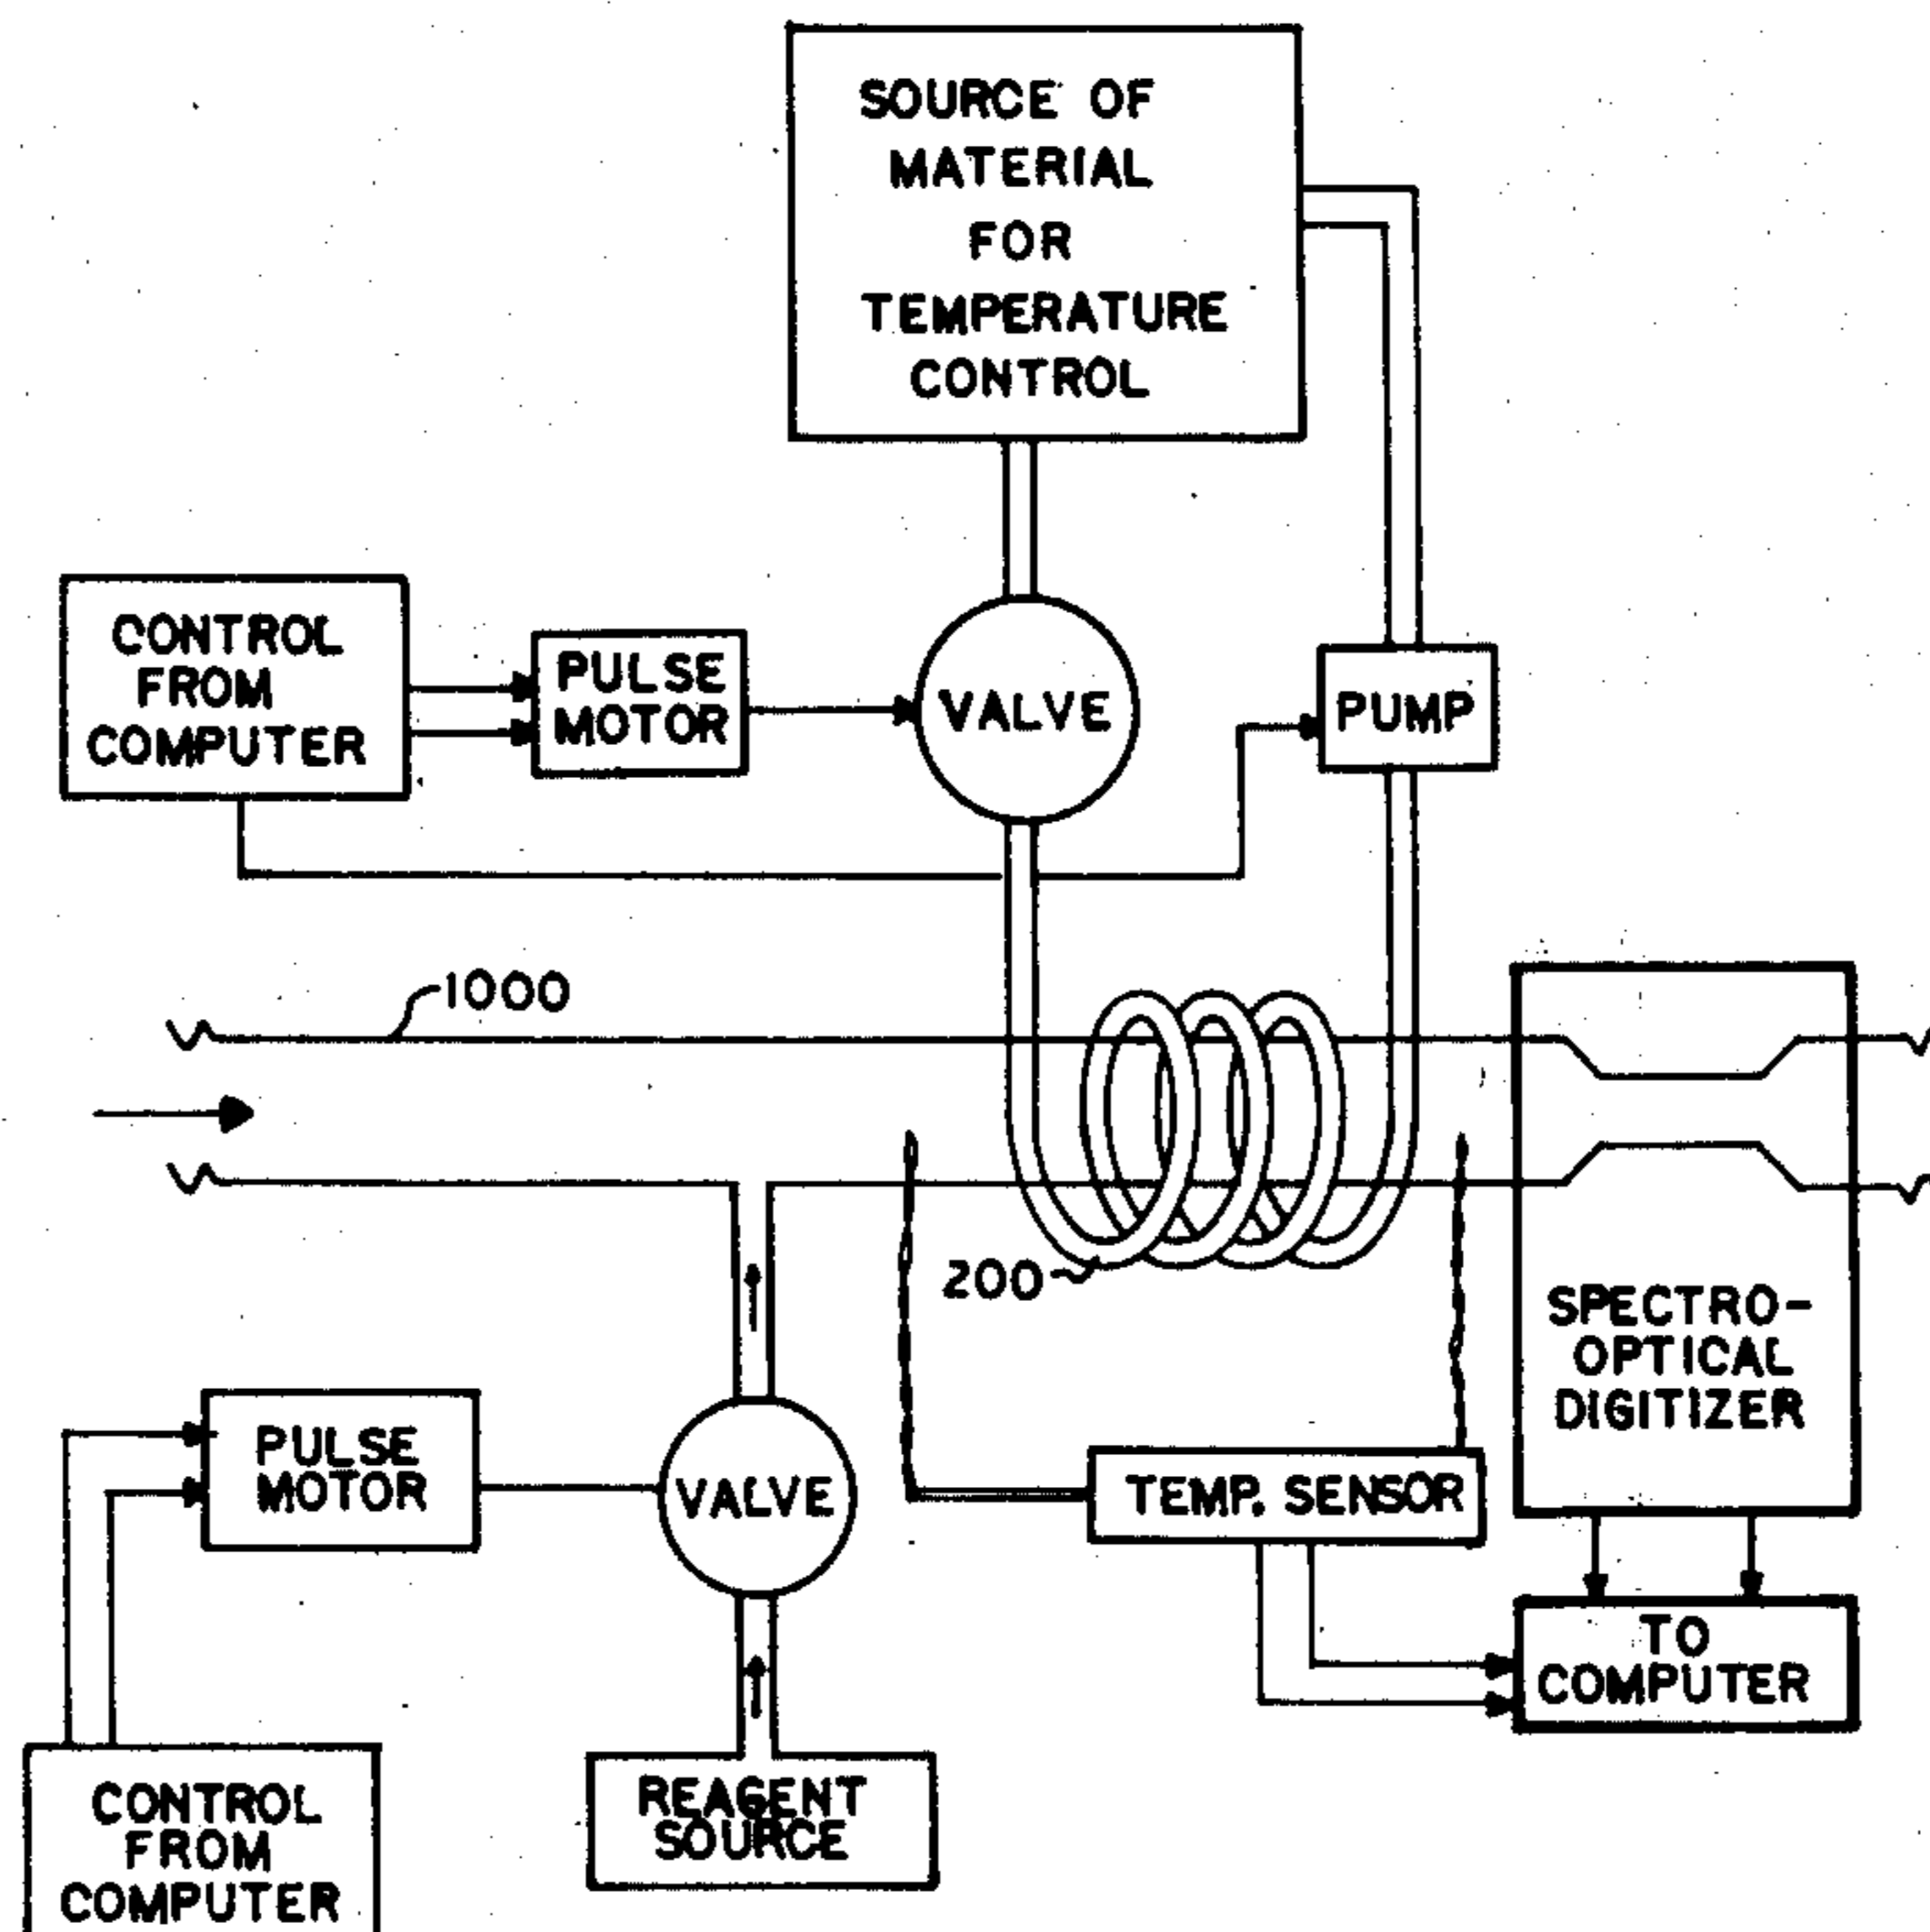 SOURCE OF
MATERIAL
FOR
TEMPERATURE
CONTROL
CONTROL
FROM
COMPUTER
PULSE
MOTOR
VALVE
PUMP
1000
200
SPECTRO-
OPTICAL
DIGITIZER
PULSE
MOTOR
VALVE
TEMP. SENSOR
TO
COMPUTER
CONTROL
FROM
COMPUTER
REAGENT
SOURCE